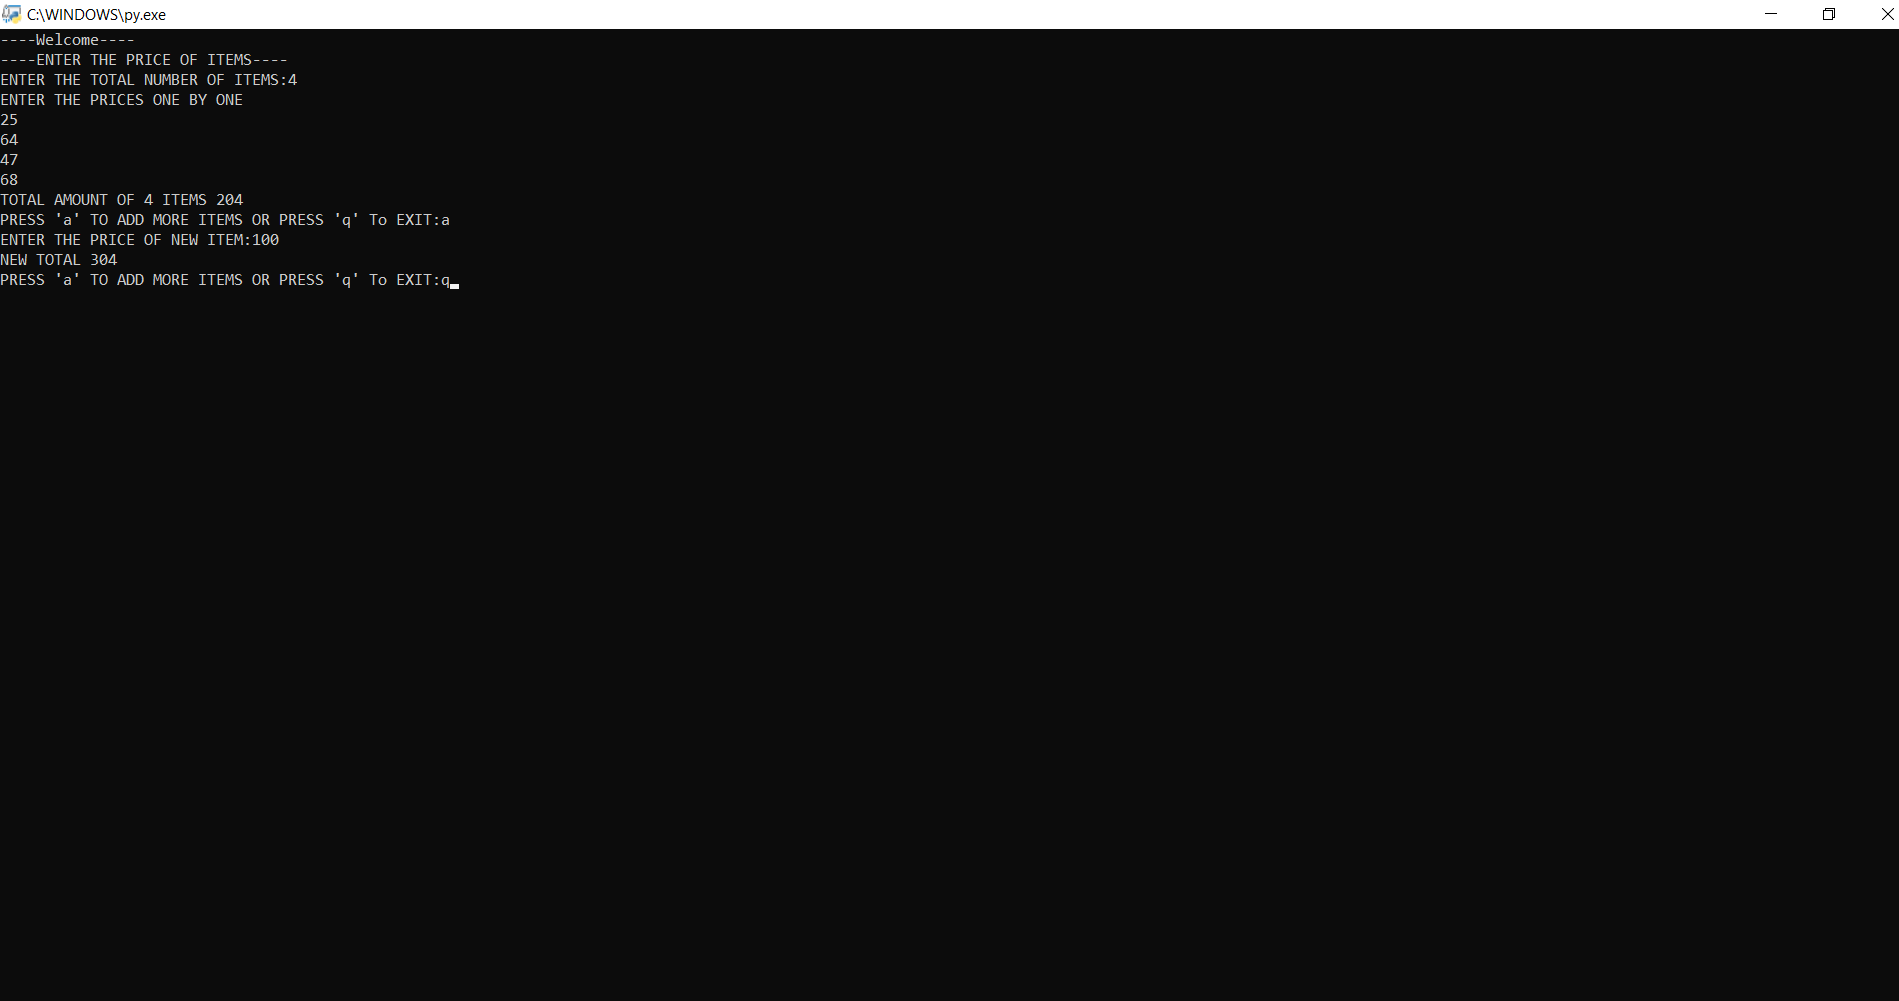 C:\WINDOWS\py.exe
----Welcome----
----ENTER THE PRICE OF ITEMS----
ENTER THE TOTAL NUMBER OF ITEMS:4
ENTER THE PRICES ONE BY ONE
25
64
47
68
TOTAL AMOUNT OF 4 ITEMS 204
PRESS 'a' TO ADD MORE ITEMS OR PRESS 'q' To EXIT:a
ENTER THE PRICE OF NEW ITEM:100
NEW TOTAL 304
PRESS 'a' TO ADD MORE ITEMS OR PRESS 'q' To EXIT:q